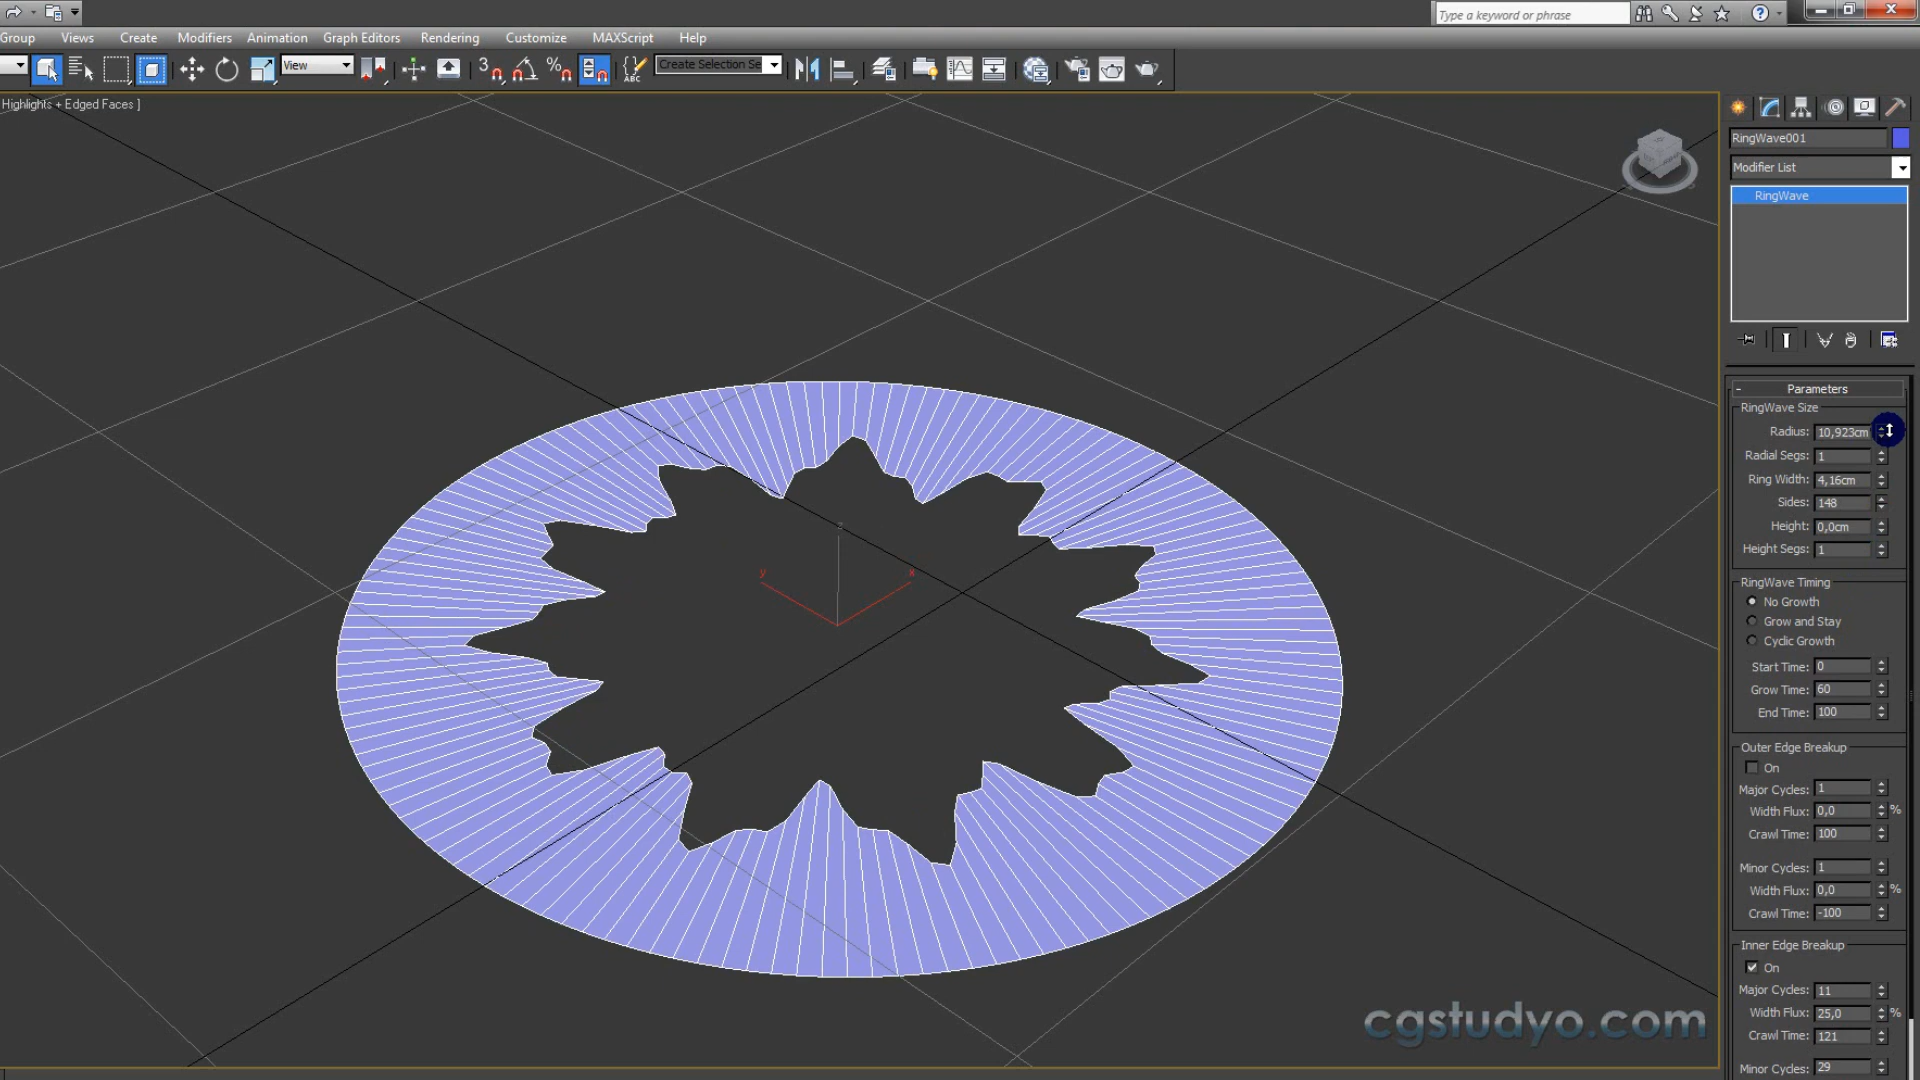 Type a keyword or phrase
Group Views Create Modifiers Animation Graph Editors Rendering Customize MAXScript Help
View
Create Selection Se
3
%
ABC
Highlights + Edged Faces ]
RingWave001
Modifier List
RingWave
- Parameters
RingWave Size
Radius: 10,923cm
Radial Segs: 1
Ring Width: 4,16cm
Sides: 148
Height: 0,0cm
Height Segs: 1
RingWave Timing
No Growth
Grow and Stay
Cyclic Growth
Start Time: 0
Grow Time: 60
End Time: 100
Outer Edge Breakup
On
Major Cycles: 1
Width Flux: 0,0 %
Crawl Time: 100
Minor Cycles: 1
Width Flux: 0,0 %
Crawl Time: -100
Inner Edge Breakup
On
Major Cycles: 11
Width Flux: 25,0 %
Crawl Time: 121
Minor Cycles: 29
z
y
x
cgstudyo.com